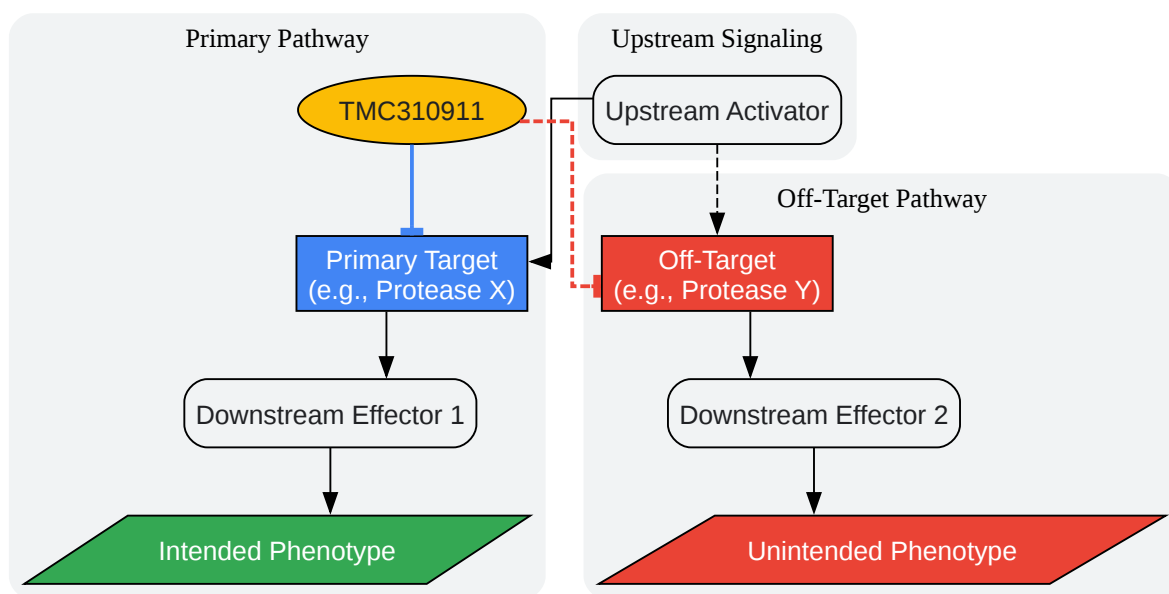 Primary Pathway
Upstream Signaling
TMC310911
Upstream Activator
Off-Target Pathway
Primary Target
(e.g., Protease X)
Off-Target
(e.g., Protease Y)
Downstream Effector 1
Downstream Effector 2
Intended Phenotype
Unintended Phenotype